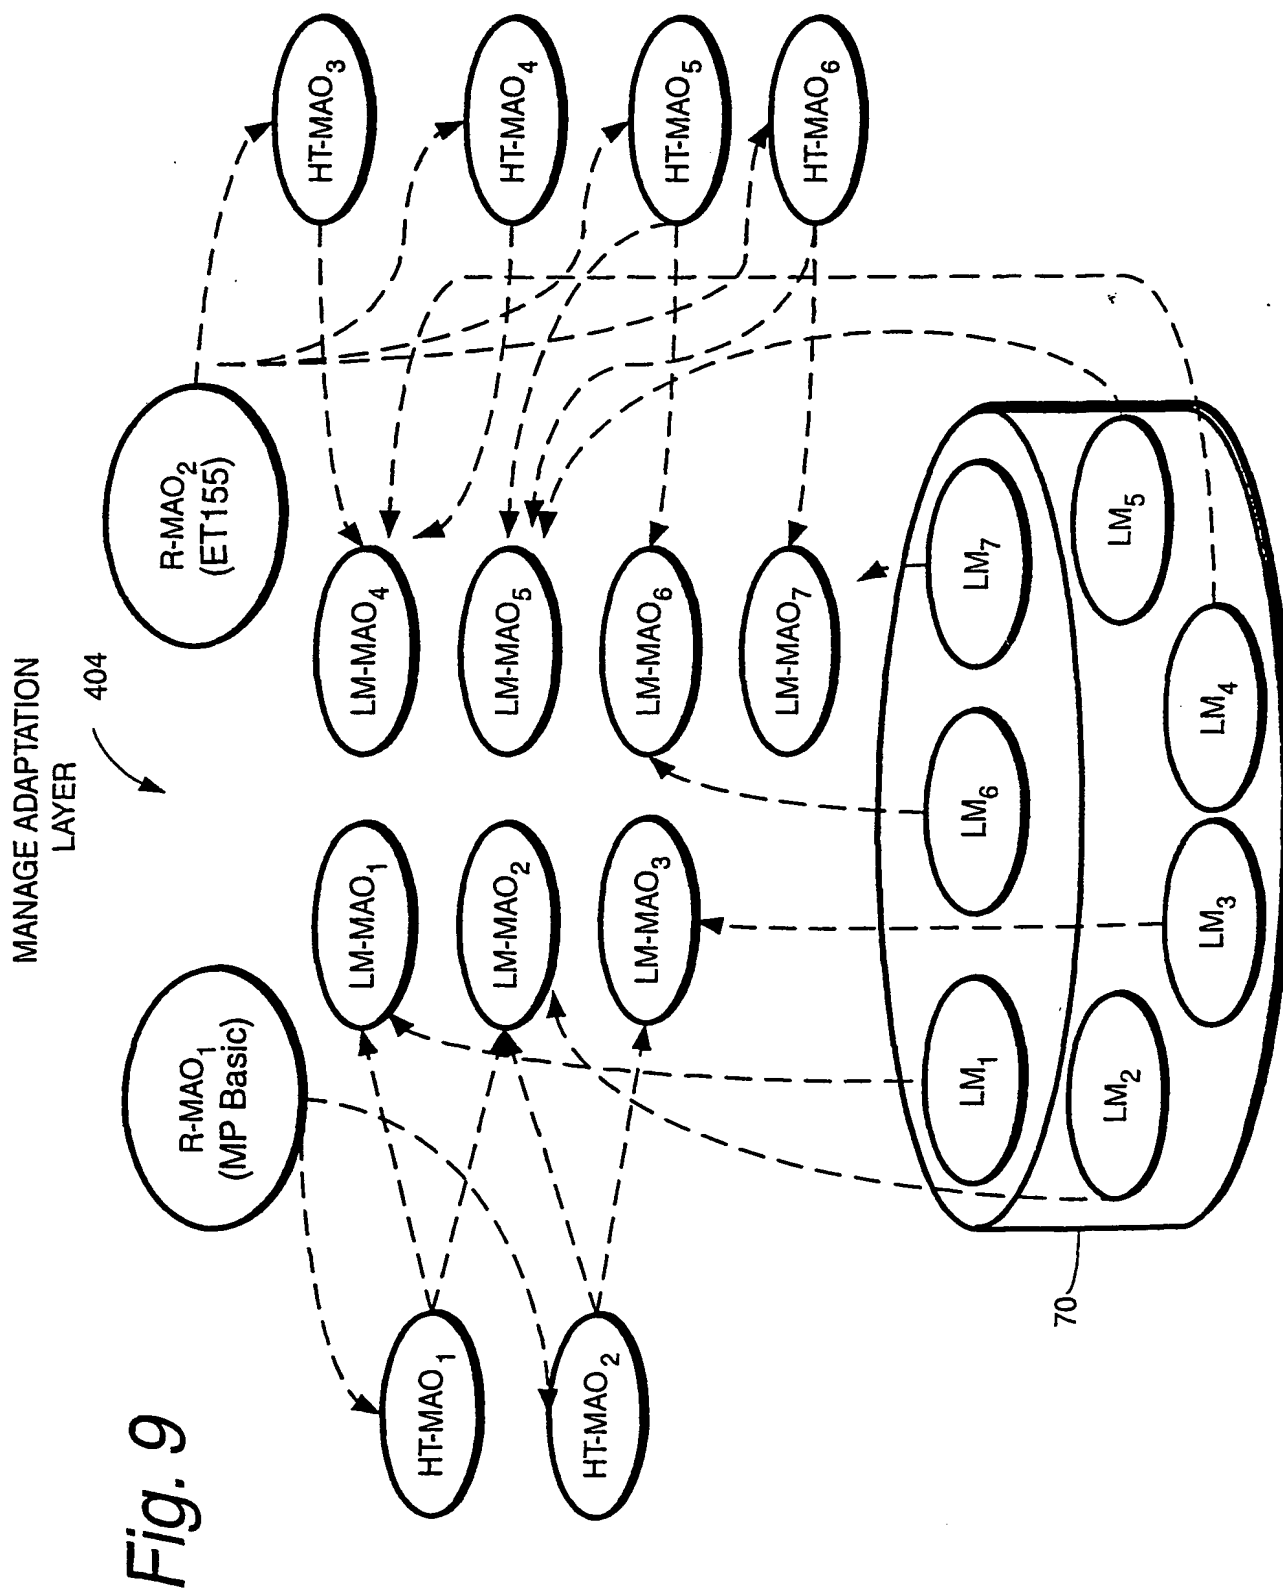 Fig. 9
MANAGE ADAPTATION
LAYER
404
R-MAO1
(MP Basic)
R-MAO2
(ET155)
HT-MAO1
HT-MAO2
LM-MAO1
LM-MAO2
LM-MAO3
LM-MAO4
LM-MAO5
LM-MAO6
LM-MAO7
HT-MAO3
HT-MAO4
HT-MAO5
HT-MAO6
70
LM1
LM6
LM7
LM2
LM3
LM4
LM5